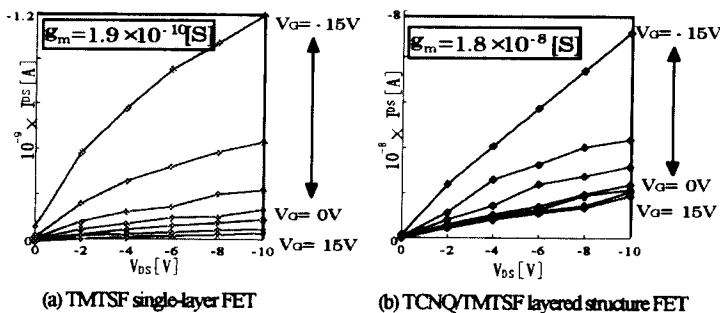 -1.2
g_m = 1.9 × 10^-10 [S]
V_G = - 15V
V_G = 0V
V_G = 15V
10^-9 × I_DS [A]
0
0 -2 -4 -6 -8 -10
V_DS [V]
(a) TMTSF single-layer FET
-8
g_m = 1.8 × 10^-8 [S]
V_G = - 15V
V_G = 0V
V_G = 15V
10^-8 × I_DS [A]
0
0 -2 -4 -6 -8 -10
V_DS [V]
(b) TCNQ/TMTSF layered structure FET